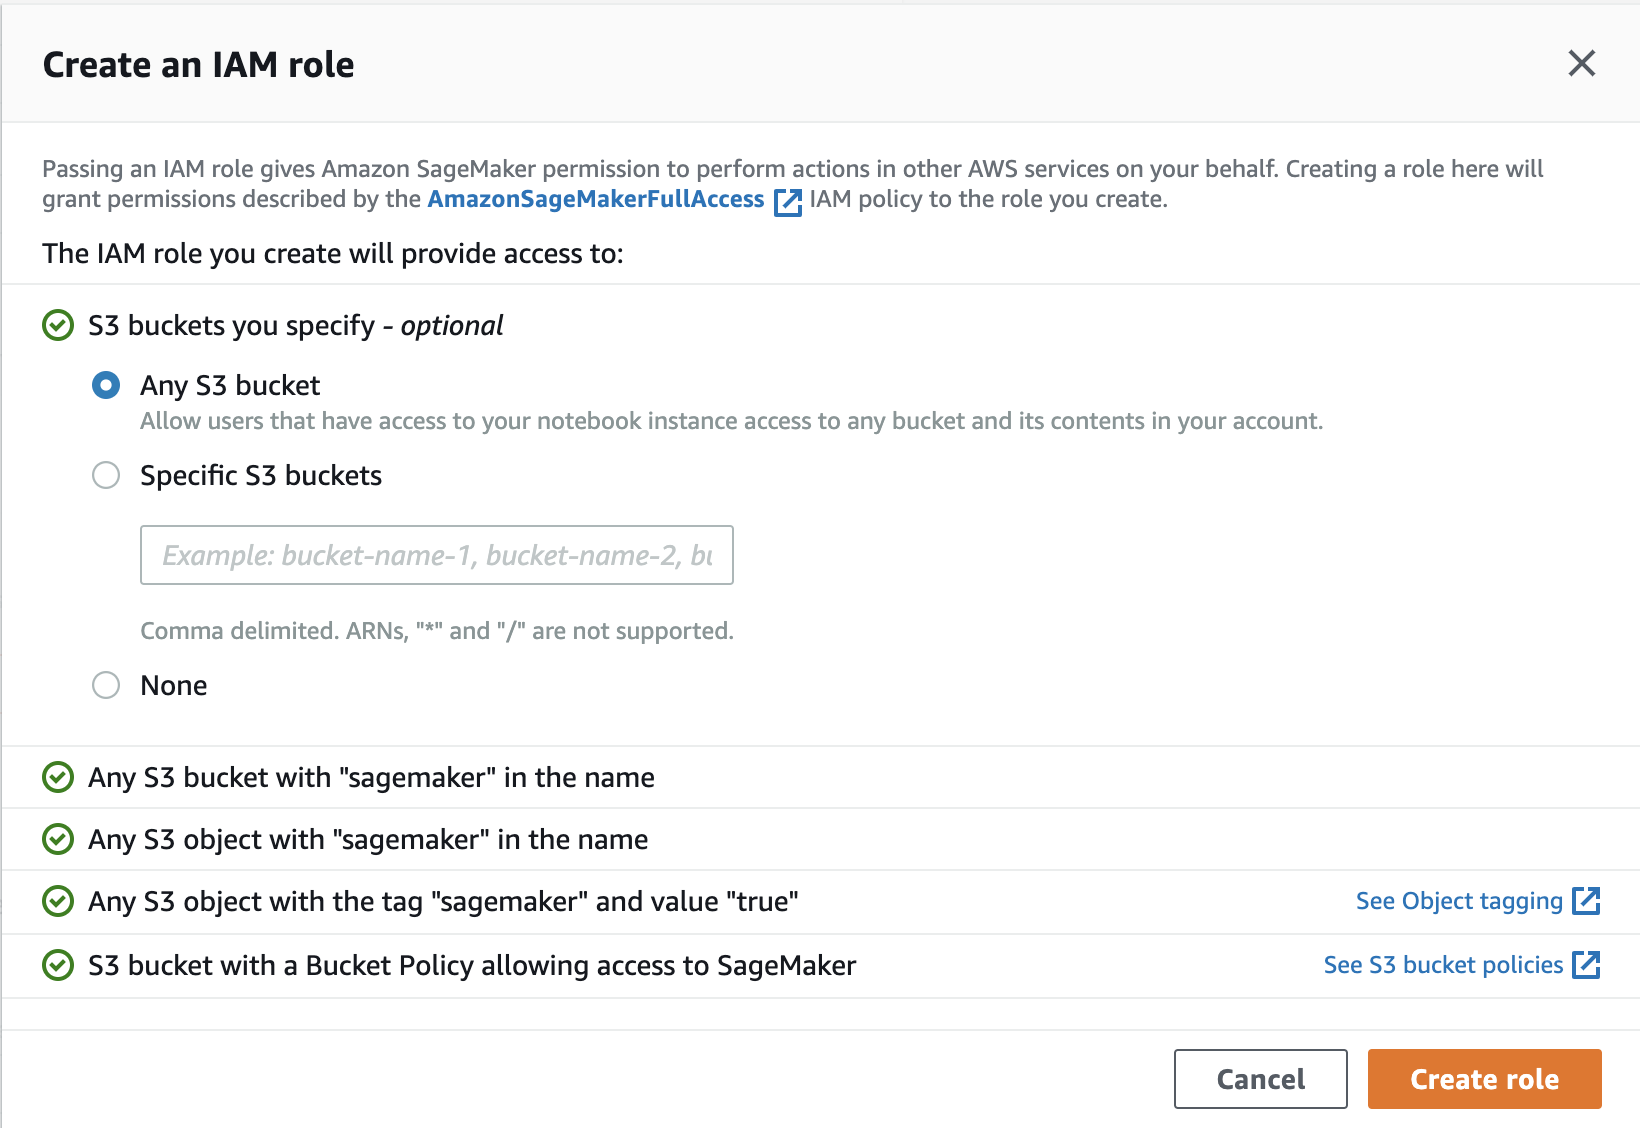 Create an IAM role
Passing an IAM role gives Amazon SageMaker permission to perform actions in other AWS services on your behalf. Creating a role here will
grant permissions described by the AmazonSageMakerFullAccess IAM policy to the role you create.
The IAM role you create will provide access to:
S3 buckets you specify - optional
Any S3 bucket
Allow users that have access to your notebook instance access to any bucket and its contents in your account.
Specific S3 buckets
Example: bucket-name-1, bucket-name-2, bu
Comma delimited. ARNs, "*" and "/" are not supported.
None
Any S3 bucket with "sagemaker" in the name
Any S3 object with "sagemaker" in the name
Any S3 object with the tag "sagemaker" and value "true" See Object tagging
S3 bucket with a Bucket Policy allowing access to SageMaker See S3 bucket policies
Cancel Create role